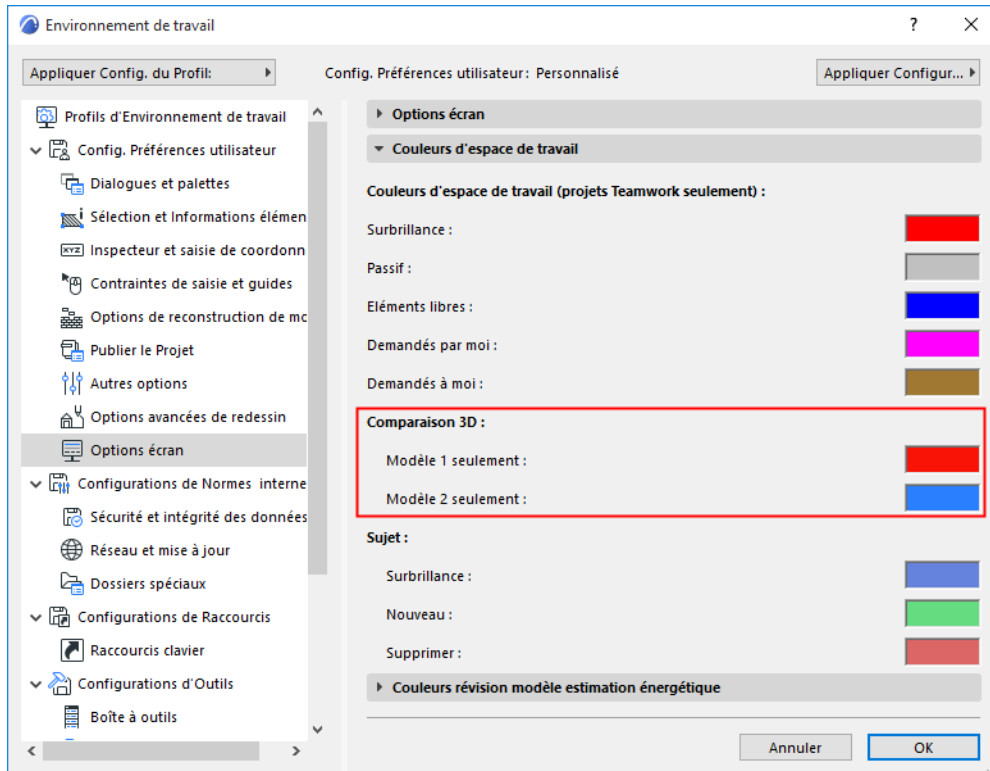 Environnement de travail
?
Appliquer Config. du Profil:
Config. Préférences utilisateur: Personnalisé
Appliquer Configur...
Profils d'Environnement de travail
Config. Préférences utilisateur
Dialogues et palettes
Sélection et Informations élémen
XYZ Inspecteur et saisie de coordonn
Contraintes de saisie et guides
Options de reconstruction de mc
Publier le Projet
Autres options
Options avancées de redessin
Options écran
Configurations de Normes interne
Sécurité et intégrité des données
Réseau et mise à jour
Dossiers spéciaux
Configurations de Raccourcis
Raccourcis clavier
Configurations d'Outils
Boîte à outils
Options écran
Couleurs d'espace de travail
Couleurs d'espace de travail (projets Teamwork seulement) :
Surbrillance :
Passif :
Eléments libres :
Demandés par moi :
Demandés à moi :
Comparaison 3D :
Modèle 1 seulement :
Modèle 2 seulement :
Sujet :
Surbrillance :
Nouveau :
Supprimer :
Couleurs révision modèle estimation énergétique
Annuler
OK